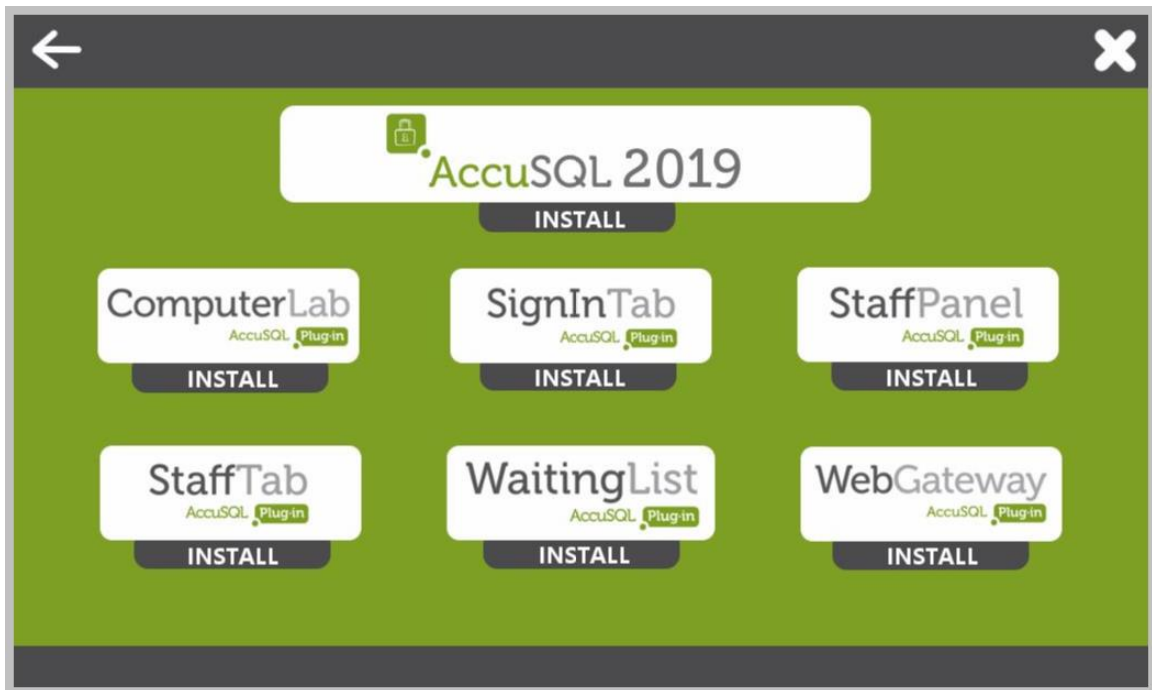 AccuSQL 2019
INSTALL
ComputerLab
AccuSQL Plug-in
INSTALL
SignInTab
AccuSQL Plug-in
INSTALL
StaffPanel
AccuSQL Plug-in
INSTALL
StaffTab
AccuSQL Plug-in
INSTALL
WaitingList
AccuSQL Plug-in
INSTALL
WebGateway
AccuSQL Plug-in
INSTALL